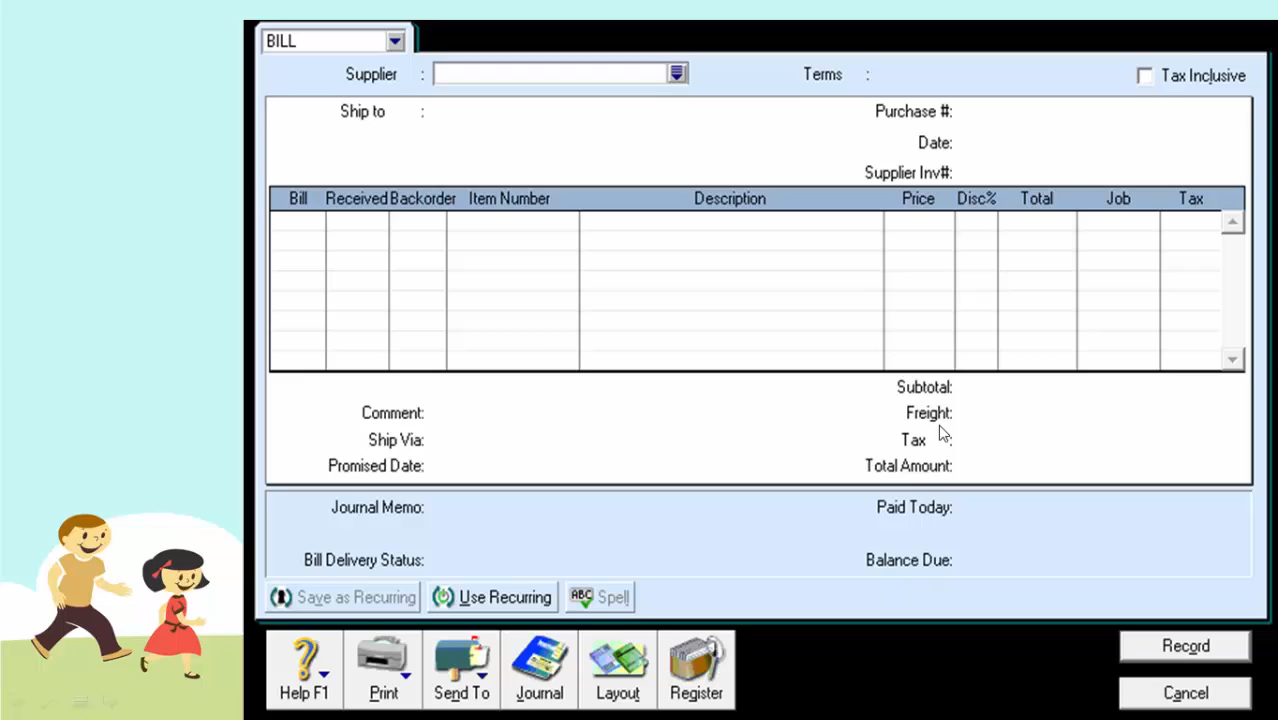 BILL
Supplier : Terms : Tax Inclusive
Ship to : Purchase #:
Date:
Supplier Inv#:
Bill Received Backorder Item Number Description Price Disc% Total Job Tax
Subtotal:
Comment: Freight:
Ship Via: Tax :
Promised Date: Total Amount:
Journal Memo: Paid Today:
Bill Delivery Status: Balance Due:
Save as Recurring Use Recurring ABC Spell
Record
Help F1 Print Send To Journal Layout Register Cancel